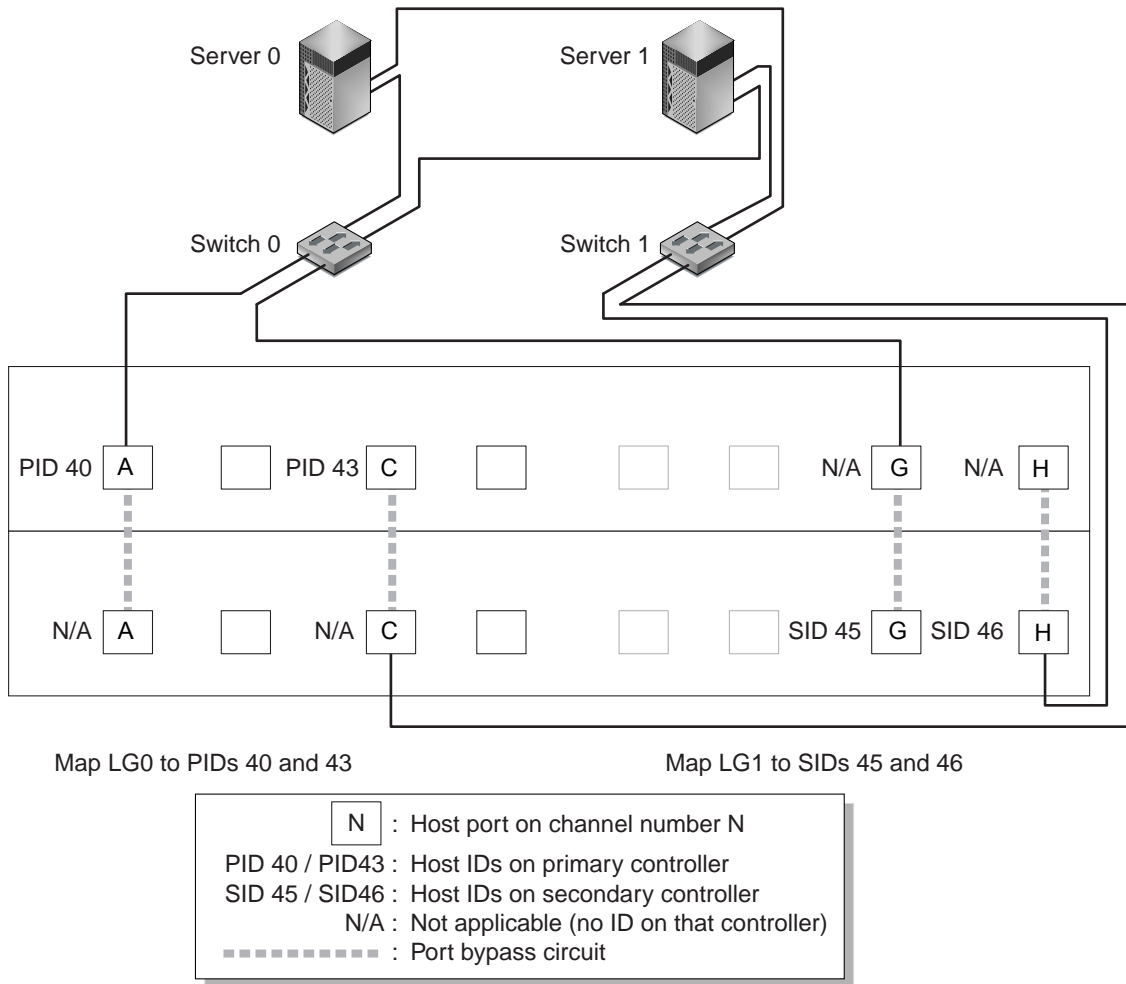 Server 0
Server 1
Switch 0
Switch 1
PID 40 A
PID 43 C
N/A G
N/A H
N/A A
N/A C
SID 45 G
SID 46 H
Map LG0 to PIDs 40 and 43
Map LG1 to SIDs 45 and 46
N : Host port on channel number N
PID 40 / PID43 : Host IDs on primary controller
SID 45 / SID46 : Host IDs on secondary controller
N/A : Not applicable (no ID on that controller)
: Port bypass circuit